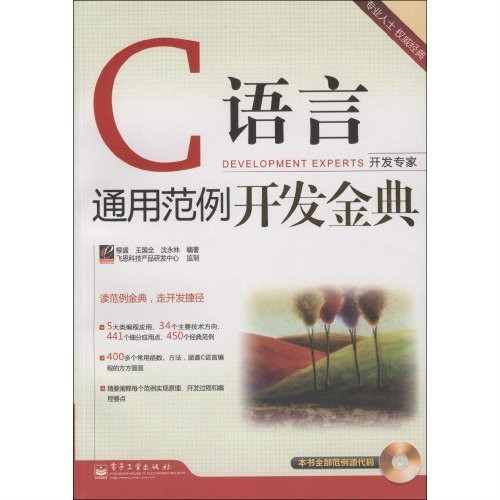 专业人士 权威经典
C 语言
DEVELOPMENT EXPERTS 开发专家
通用范例开发金典
柳盛 王国全 沈永林 编著
飞思科技产品研发中心 监制
读范例金典，走开发捷径
5大类编程应用、34个主要技术方向、
441个细分应用点、450个经典范例
400多个常用函数、方法，涵盖C语言编
程的方方面面
精要阐释每个范例实现原理、开发过程和编
程要点
电子工业出版社
本书全部范例源代码